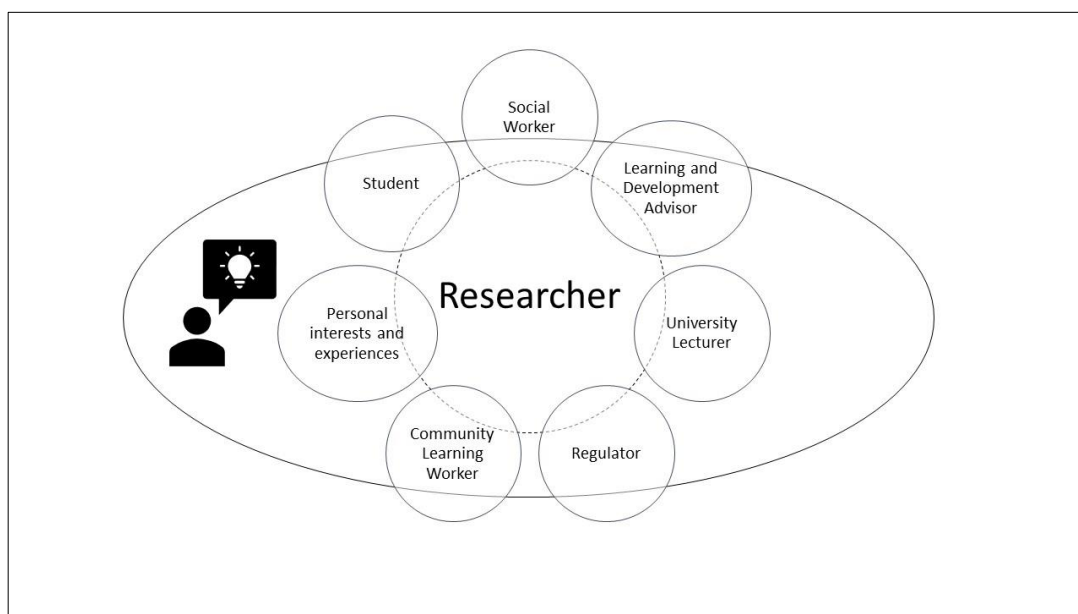 Social
Worker
Student
Learning and
Development
Advisor
Researcher
Personal
interests and
experiences
University
Lecturer
Community
Learning
Worker
Regulator